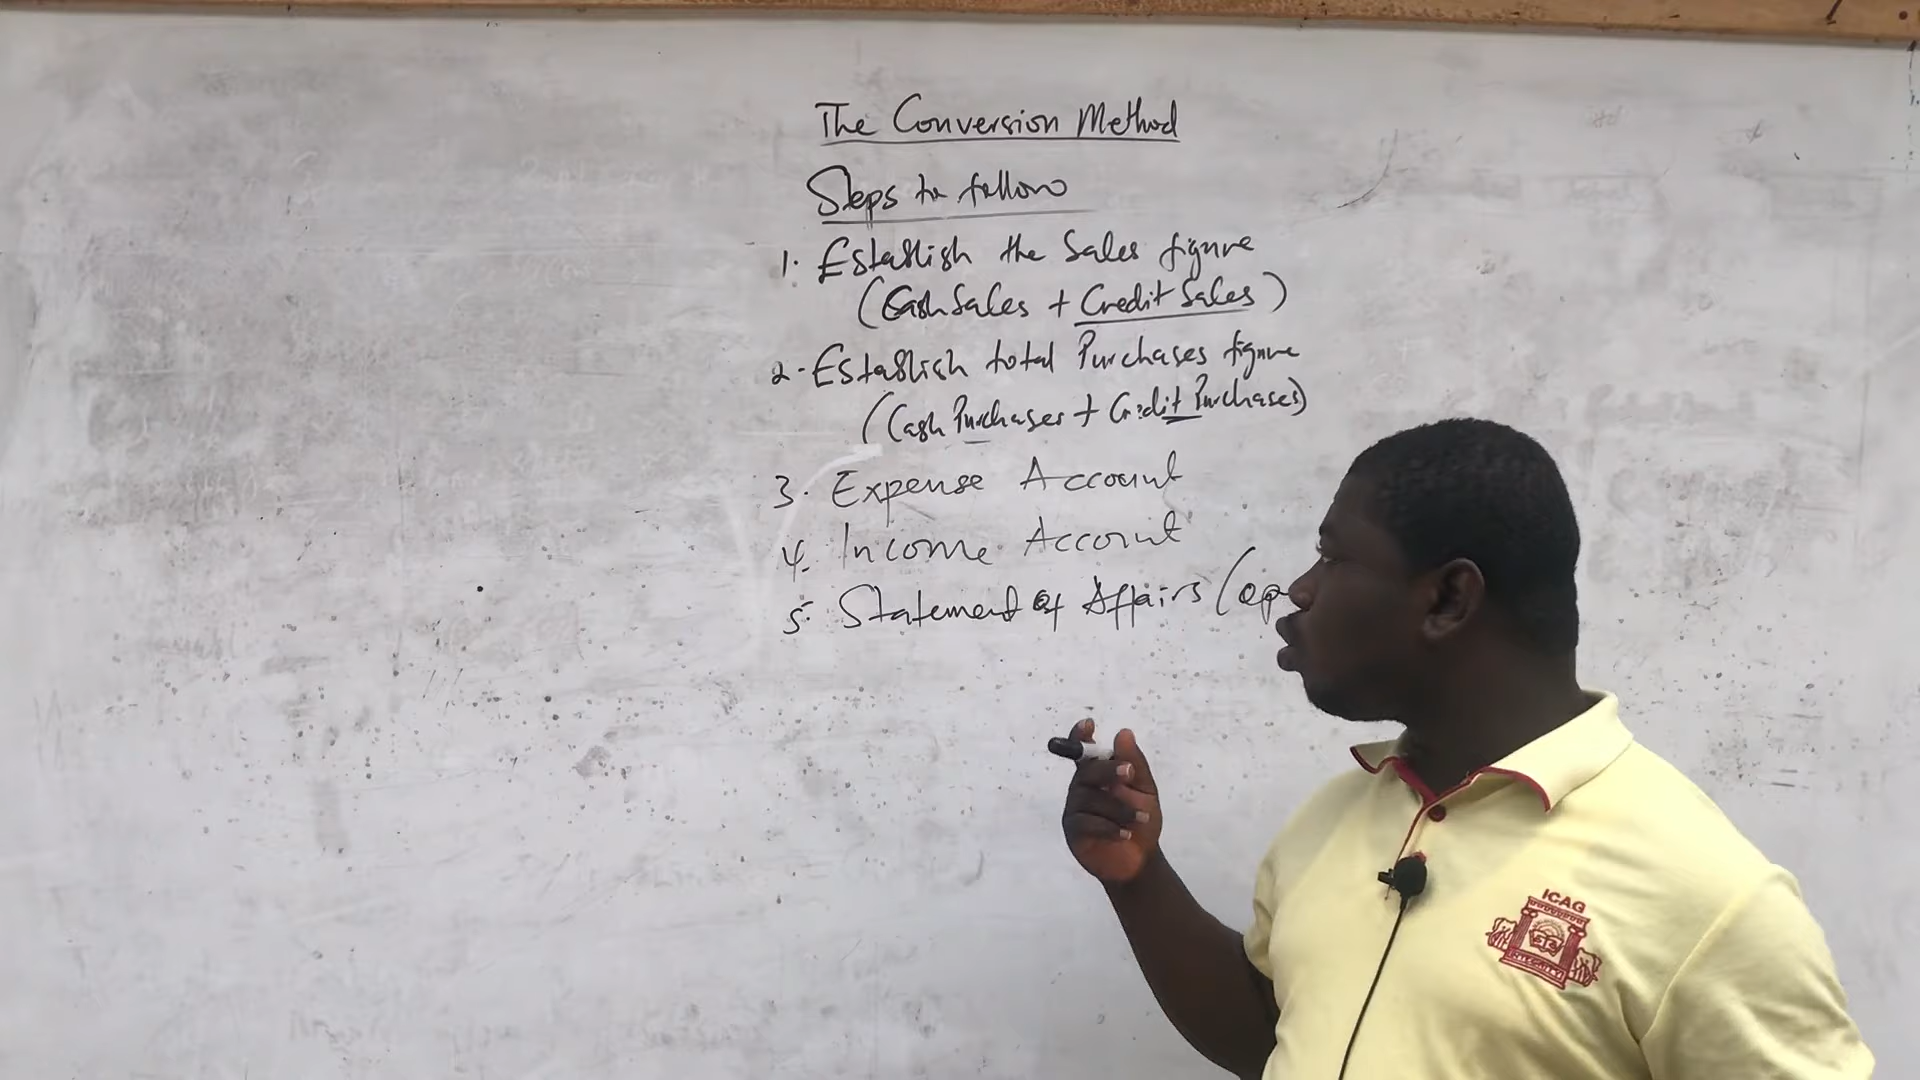 The Conversion Method
Steps to follow
1. Establish the Sales figure
(Cash Sales + Credit Sales)
2. Establish total Purchases figure
(Cash Purchases + Credit Purchases)
3. Expense Account
4. Income Account
5. Statement of Affairs (op
ICAG